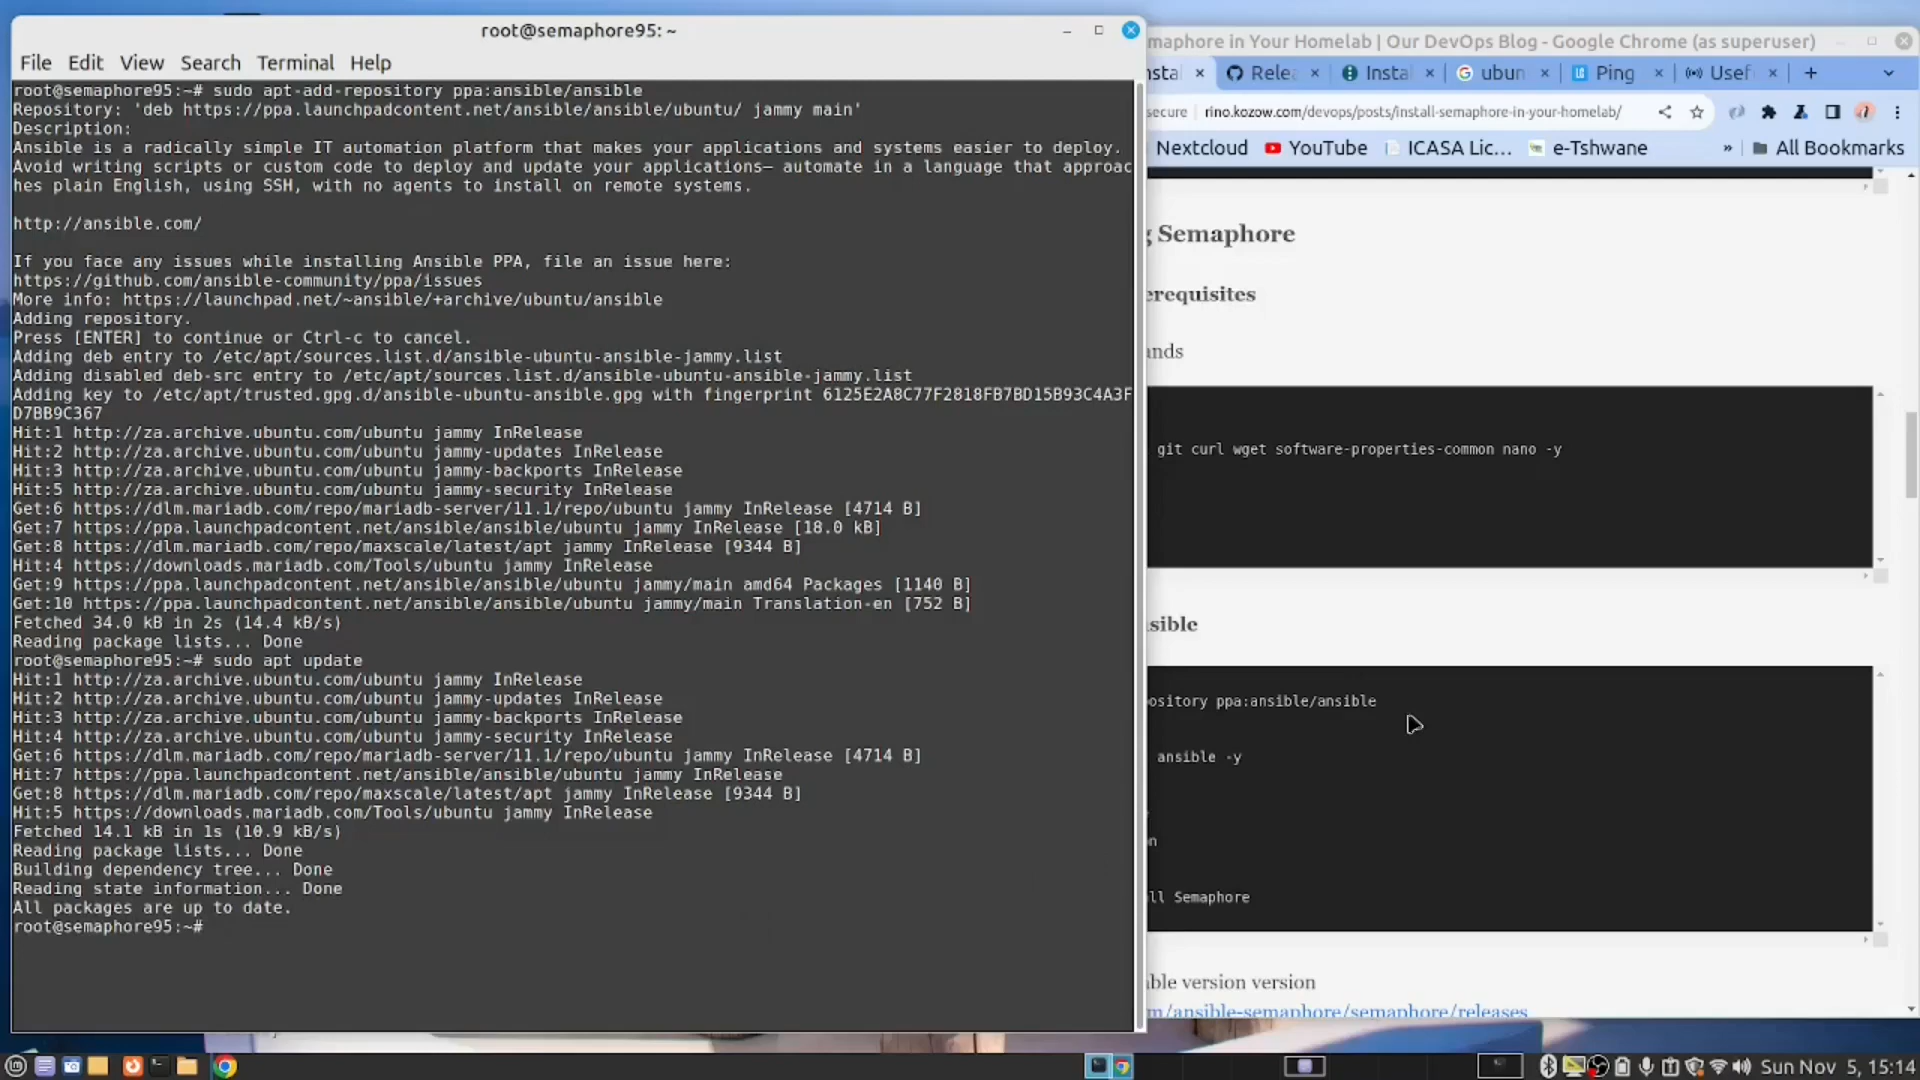 root@semaphore95: ~
File Edit View Search Terminal Help
root@semaphore95:~# sudo apt-add-repository ppa:ansible/ansible
Repository: 'deb https://ppa.launchpadcontent.net/ansible/ansible/ubuntu/ jammy main'
Description:
Ansible is a radically simple IT automation platform that makes your applications and systems easier to deploy.
Avoid writing scripts or custom code to deploy and update your applications— automate in a language that approac
hes plain English, using SSH, with no agents to install on remote systems.
http://ansible.com/
If you face any issues while installing Ansible PPA, file an issue here:
https://github.com/ansible-community/ppa/issues
More info: https://launchpad.net/~ansible/+archive/ubuntu/ansible
Adding repository.
Press [ENTER] to continue or Ctrl-c to cancel.
Adding deb entry to /etc/apt/sources.list.d/ansible-ubuntu-ansible-jammy.list
Adding disabled deb-src entry to /etc/apt/sources.list.d/ansible-ubuntu-ansible-jammy.list
Adding key to /etc/apt/trusted.gpg.d/ansible-ubuntu-ansible.gpg with fingerprint 6125E2A8C77F2818FB7BD15B93C4A3F
D7BB9C367
Hit:1 http://za.archive.ubuntu.com/ubuntu jammy InRelease
Hit:2 http://za.archive.ubuntu.com/ubuntu jammy-updates InRelease
Hit:3 http://za.archive.ubuntu.com/ubuntu jammy-backports InRelease
Hit:5 http://za.archive.ubuntu.com/ubuntu jammy-security InRelease
Get:6 https://dlm.mariadb.com/repo/mariadb-server/11.1/repo/ubuntu jammy InRelease [4714 B]
Get:7 https://ppa.launchpadcontent.net/ansible/ansible/ubuntu jammy InRelease [18.0 kB]
Get:8 https://dlm.mariadb.com/repo/maxscale/latest/apt jammy InRelease [9344 B]
Hit:4 https://downloads.mariadb.com/Tools/ubuntu jammy InRelease
Get:9 https://ppa.launchpadcontent.net/ansible/ansible/ubuntu jammy/main amd64 Packages [1140 B]
Get:10 https://ppa.launchpadcontent.net/ansible/ansible/ubuntu jammy/main Translation-en [752 B]
Fetched 34.0 kB in 2s (14.4 kB/s)
Reading package lists... Done
root@semaphore95:~# sudo apt update
Hit:1 http://za.archive.ubuntu.com/ubuntu jammy InRelease
Hit:2 http://za.archive.ubuntu.com/ubuntu jammy-updates InRelease
Hit:3 http://za.archive.ubuntu.com/ubuntu jammy-backports InRelease
Hit:4 http://za.archive.ubuntu.com/ubuntu jammy-security InRelease
Get:6 https://dlm.mariadb.com/repo/mariadb-server/11.1/repo/ubuntu jammy InRelease [4714 B]
Hit:7 https://ppa.launchpadcontent.net/ansible/ansible/ubuntu jammy InRelease
Get:8 https://dlm.mariadb.com/repo/maxscale/latest/apt jammy InRelease [9344 B]
Hit:5 https://downloads.mariadb.com/Tools/ubuntu jammy InRelease
Fetched 14.1 kB in 1s (10.9 kB/s)
Reading package lists... Done
Building dependency tree... Done
Reading state information... Done
All packages are up to date.
root@semaphore95:~#
maphore in Your Homelab | Our DevOps Blog - Google Chrome (as superuser)
nstal Rele Instal ubun Ping Usef
secure rino.kozow.com/devops/posts/install-semaphore-in-your-homelab/
Nextcloud YouTube ICASA Lic... e-Tshwane » All Bookmarks
g Semaphore
erequisites
ands
git curl wget software-properties-common nano -y
sible
ository ppa:ansible/ansible
ansible -y
n
ll Semaphore
ble version version
m/ansible-semaphore/semaphore/releases
Sun Nov 5, 15:14